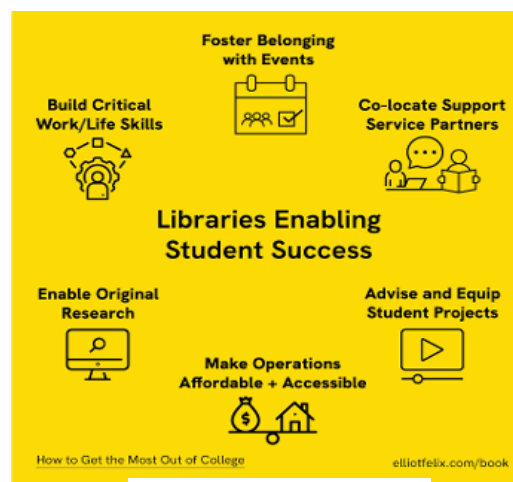 Foster Belonging
with Events
Build Critical
Work/Life Skills
Co-locate Support
Service Partners
Libraries Enabling
Student Success
Enable Original
Research
Advise and Equip
Student Projects
Make Operations
Affordable + Accessible
$
How to Get the Most Out of College
elliotfelix.com/book